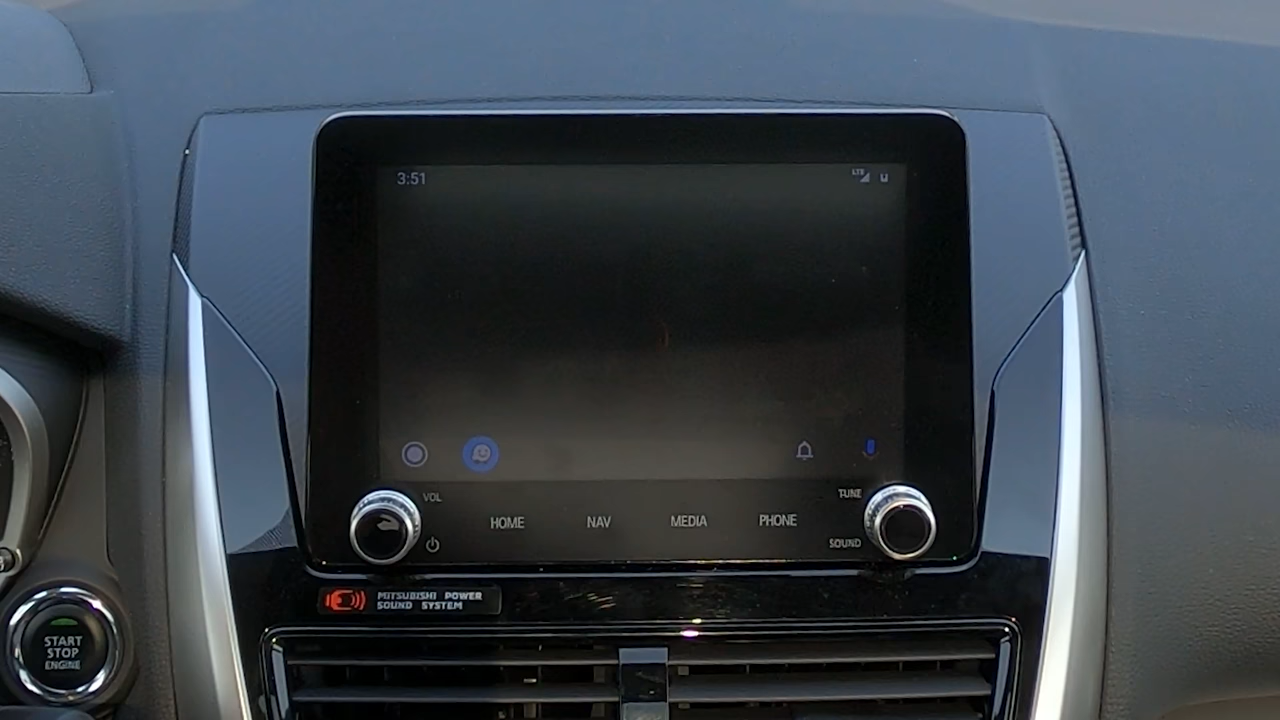 3:51
LTE
VOL
TUNE
HOME
NAV
MEDIA
PHONE
SOUND
MITSUBISHI POWER
SOUND SYSTEM
START
STOP
ENGINE